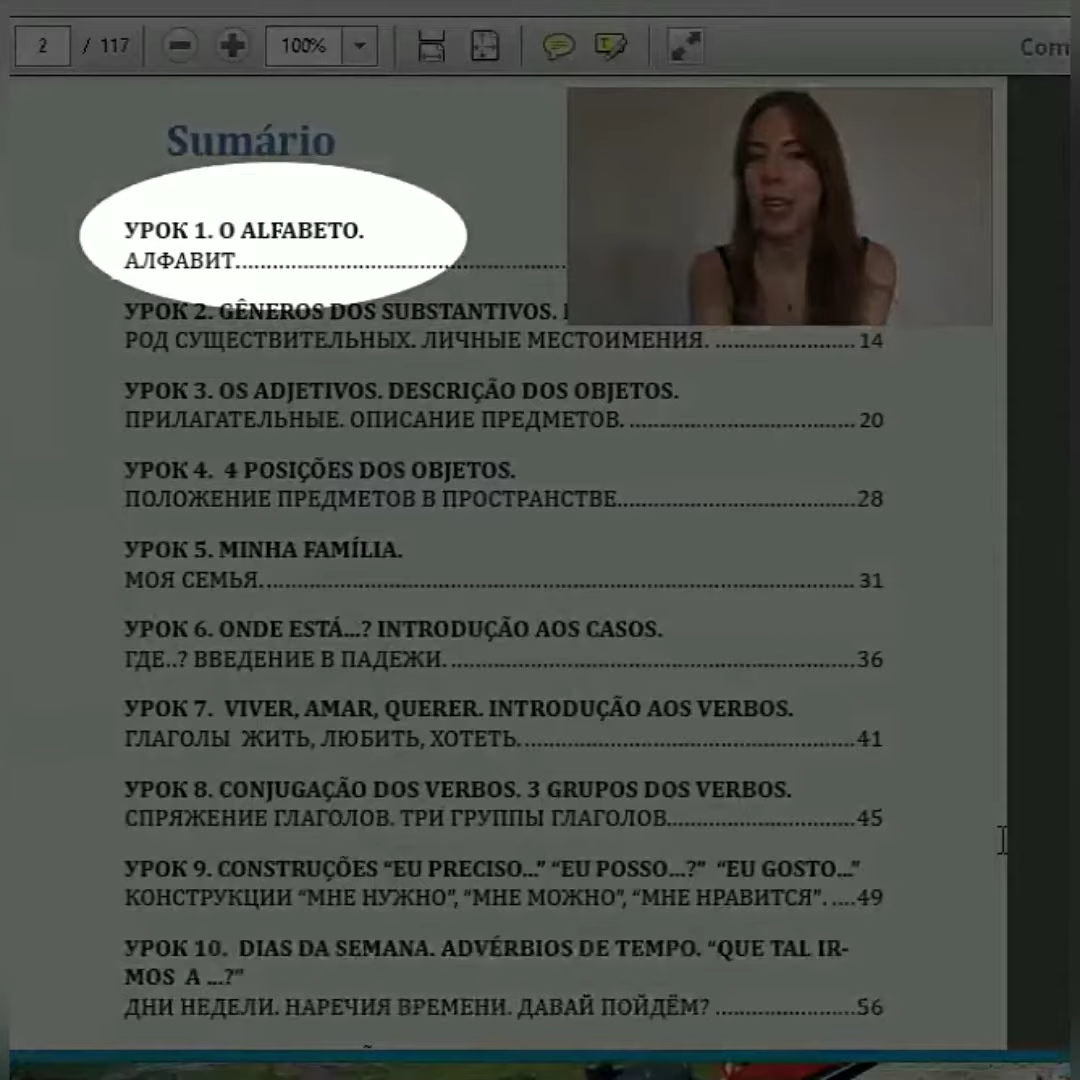 2 / 117 100% Com
Sumário
УРОК 1. O ALFABETO.
АЛФАВИТ..............................................................
УРОК 2. GÊNEROS DOS SUBSTANTIVOS.
РОД СУЩЕСТВИТЕЛЬНЫХ. ЛИЧНЫЕ МЕСТОИМЕНИЯ. ......................... 14
УРОК 3. OS ADJETIVOS. DESCRIÇÃO DOS OBJETOS.
ПРИЛАГАТЕЛЬНЫЕ. ОПИСАНИЕ ПРЕДМЕТОВ. ........................................ 20
УРОК 4. 4 POSIÇÕES DOS OBJETOS.
ПОЛОЖЕНИЕ ПРЕДМЕТОВ В ПРОСТРАНСТВЕ.......................................... 28
УРОК 5. MINHA FAMÍLIA.
МОЯ СЕМЬЯ.......................................................................................................... 31
УРОК 6. ONDE ESTÁ...? INTRODUÇÃO AOS CASOS.
ГДЕ..? ВВЕДЕНИЕ В ПАДЕЖИ. ........................................................................ 36
УРОК 7. VIVER, AMAR, QUERER. INTRODUÇÃO AOS VERBOS.
ГЛАГОЛЫ ЖИТЬ, ЛЮБИТЬ, ХОТЕТЬ. ........................................................... 41
УРОК 8. CONJUGAÇÃO DOS VERBOS. 3 GRUPOS DOS VERBOS.
СПРЯЖЕНИЕ ГЛАГОЛОВ. ТРИ ГРУППЫ ГЛАГОЛОВ.................................. 45
УРОК 9. CONSTRUÇÕES “EU PRECISO...” “EU POSSO...?” “EU GOSTO...”
КОНСТРУКЦИИ “МНЕ НУЖНО”, “МНЕ МОЖНО”, “МНЕ НРАВИТСЯ”. ....49
УРОК 10. DIAS DA SEMANA. ADVÉRBIOS DE TEMPO. “QUE TAL IR-
MOS A ...?”
ДНИ НЕДЕЛИ. НАРЕЧИЯ ВРЕМЕНИ. ДАВАЙ ПОЙДЁМ? ......................... 56